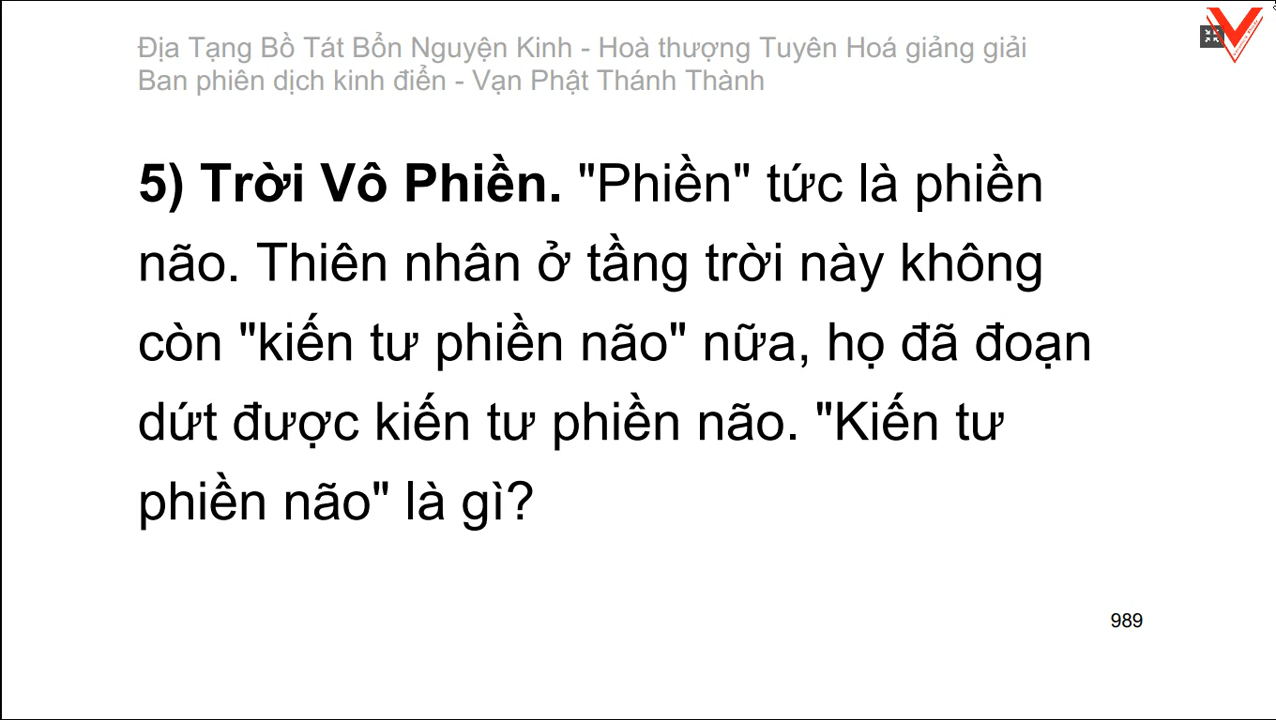 Địa Tạng Bồ Tát Bổn Nguyện Kinh - Hoà thượng Tuyên Hoá giảng giải
Ban phiên dịch kinh điển - Vạn Phật Thánh Thành
5) Trời Vô Phiền. "Phiền" tức là phiền
não. Thiên nhân ở tầng trời này không
còn "kiến tư phiền não" nữa, họ đã đoạn
dứt được kiến tư phiền não. "Kiến tư
phiền não" là gì?
989